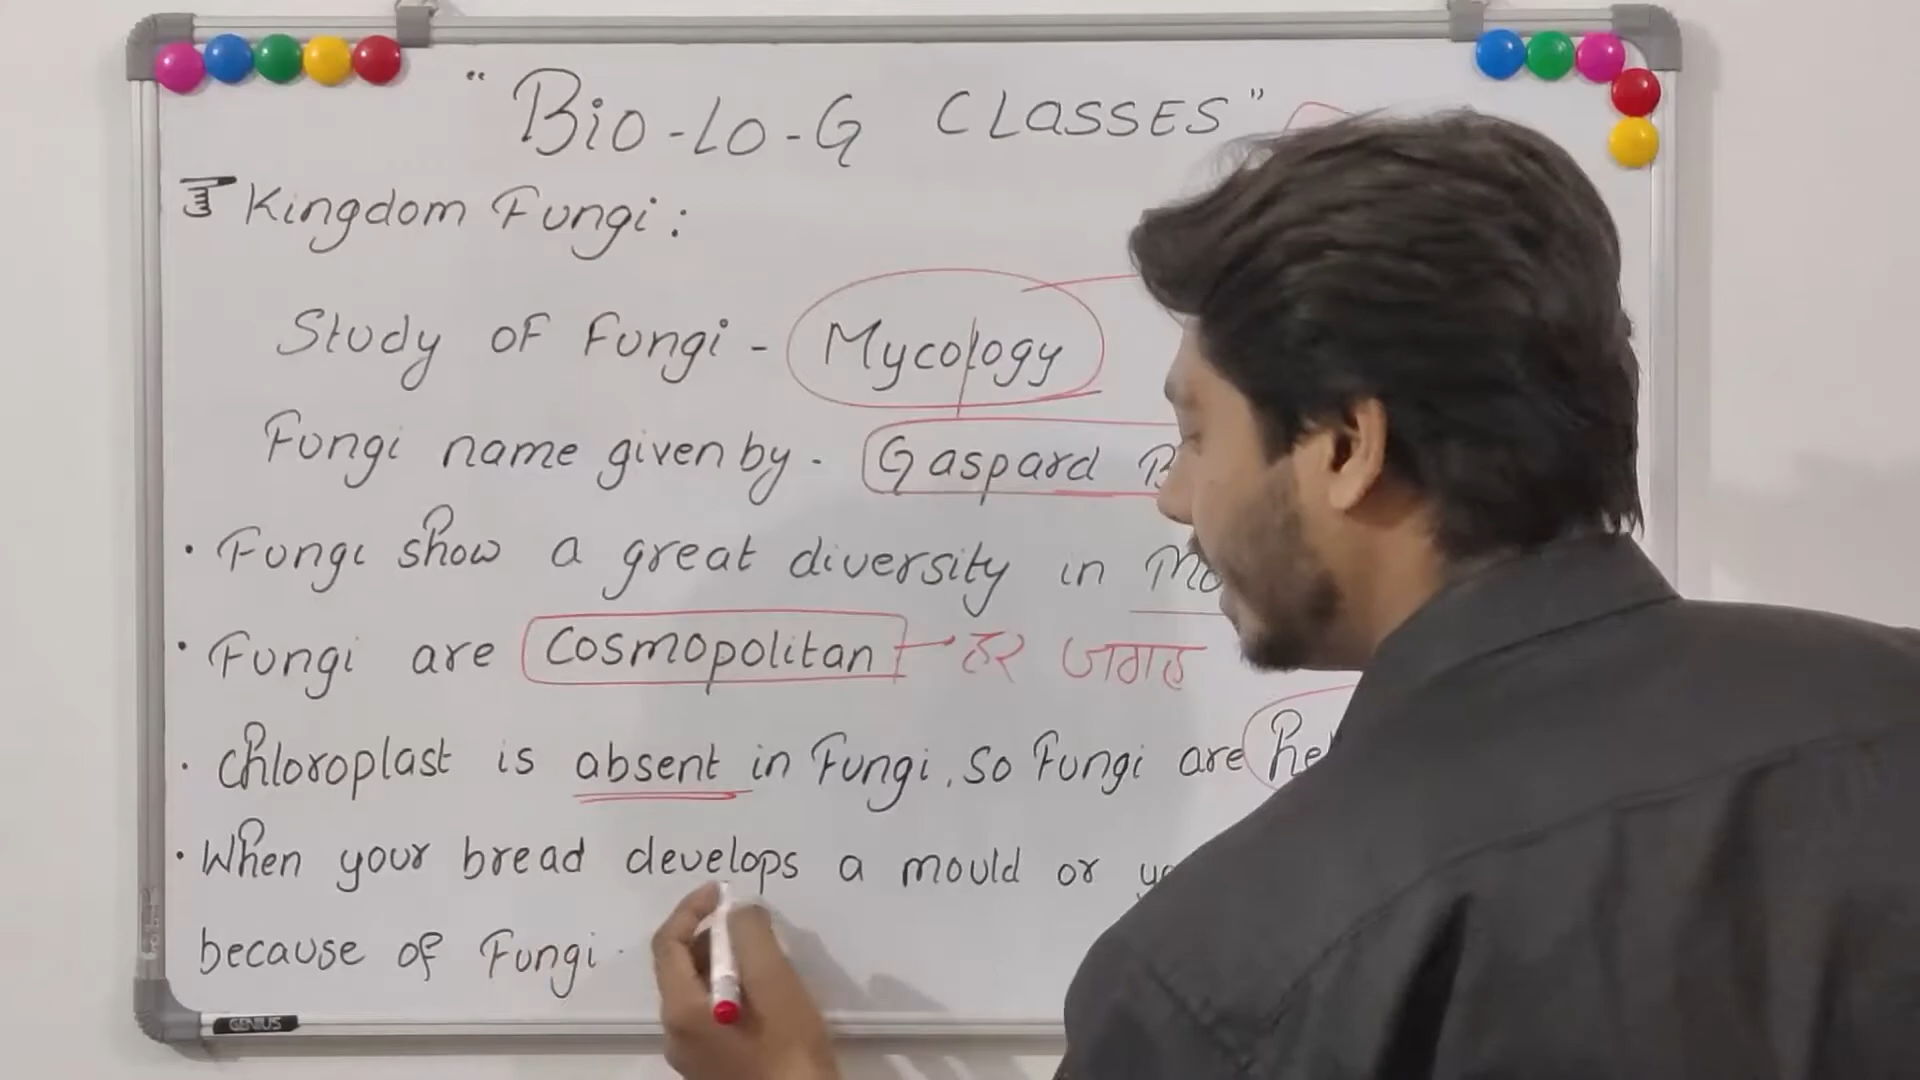 "Bio-Lo-G CLASSES"
Kingdom Fungi:
Study of Fungi - Mycology
Fungi name given by - Gaspard
Fungi show a great diversity in
Fungi are Cosmopolitan → हर जगह
Chloroplast is absent in Fungi, so Fungi are
When your bread develops a mould or
because of Fungi
GENIUS